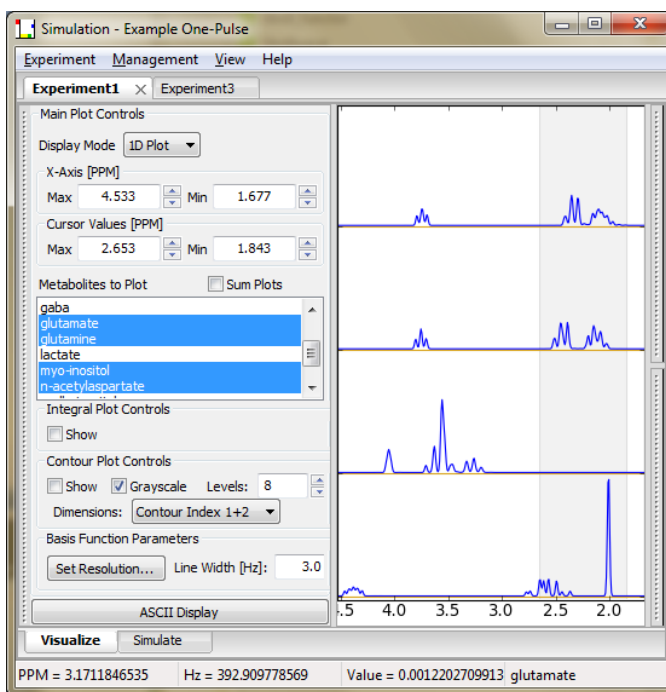 Simulation - Example One-Pulse
Experiment Management View Help
Experiment1 Experiment3
Main Plot Controls
Display Mode 1D Plot
X-Axis [PPM]
Max 4.533 Min 1.677
Cursor Values [PPM]
Max 2.653 Min 1.843
Metabolites to Plot Sum Plots
gaba
glutamate
glutamine
lactate
myo-inositol
n-acetylaspartate
Integral Plot Controls
Show
Contour Plot Controls
Show Grayscale Levels: 8
Dimensions: Contour Index 1+2
Basis Function Parameters
Set Resolution... Line Width [Hz]: 3.0
ASCII Display
4.0 3.5 3.0 2.5 2.0
Visualize Simulate
PPM = 3.1711846535 Hz = 392.909778569 Value = 0.0012202709913 glutamate